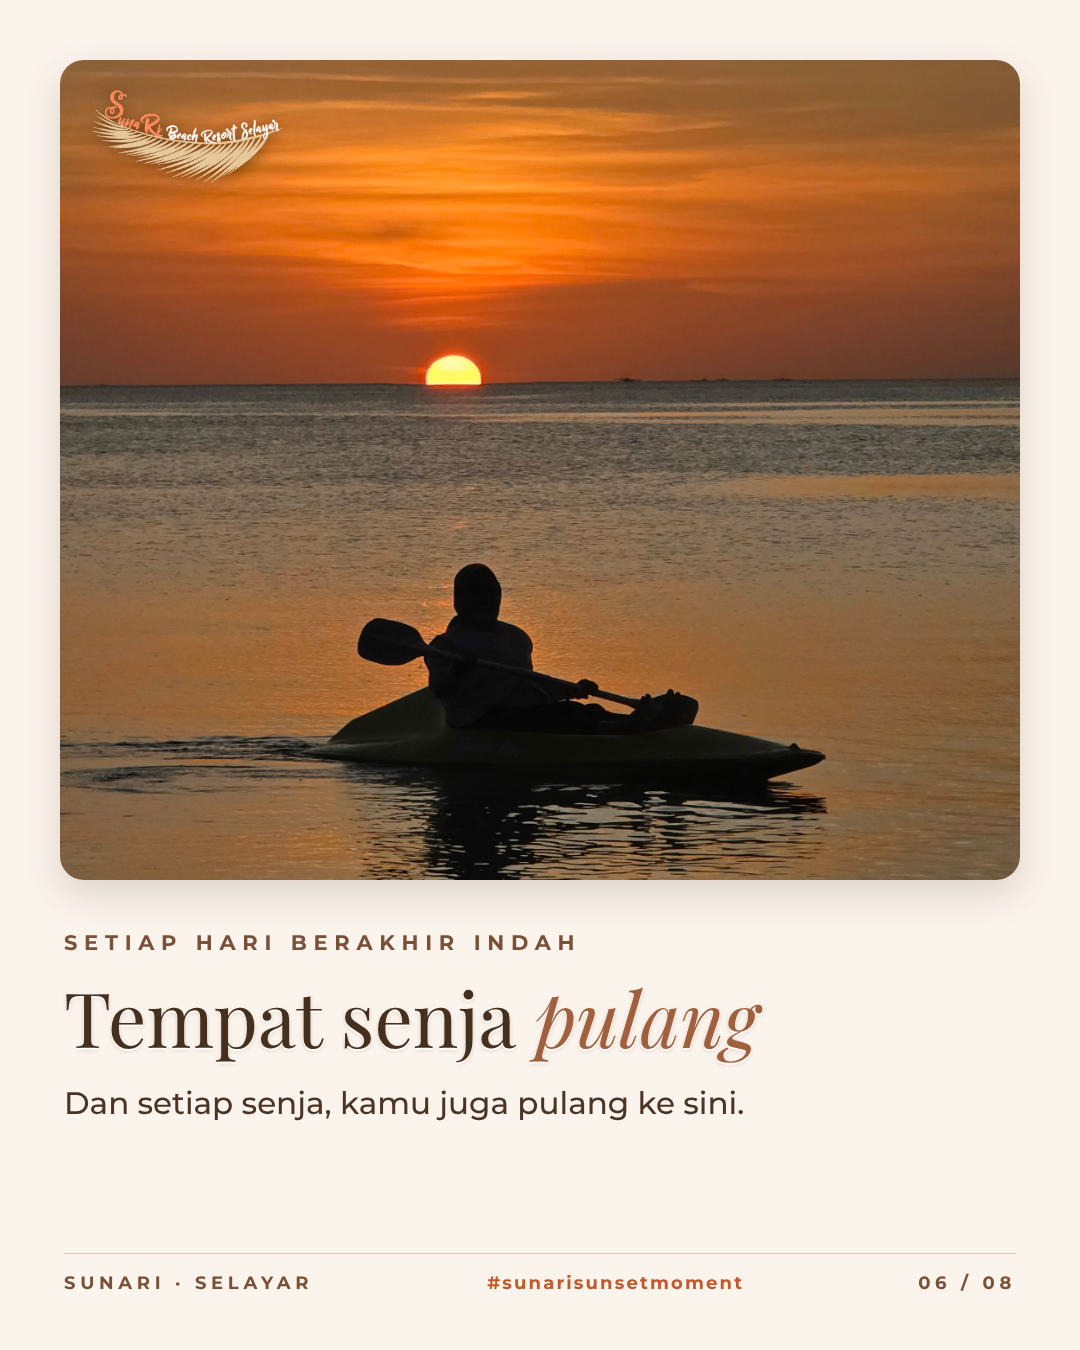 SunaRi Beach Resort Selayar
SETIAP HARI BERAKHIR INDAH
Tempat senja pulang
Dan setiap senja, kamu juga pulang ke sini.
SUNARI · SELAYAR
#sunarisunsetmoment
06 / 08